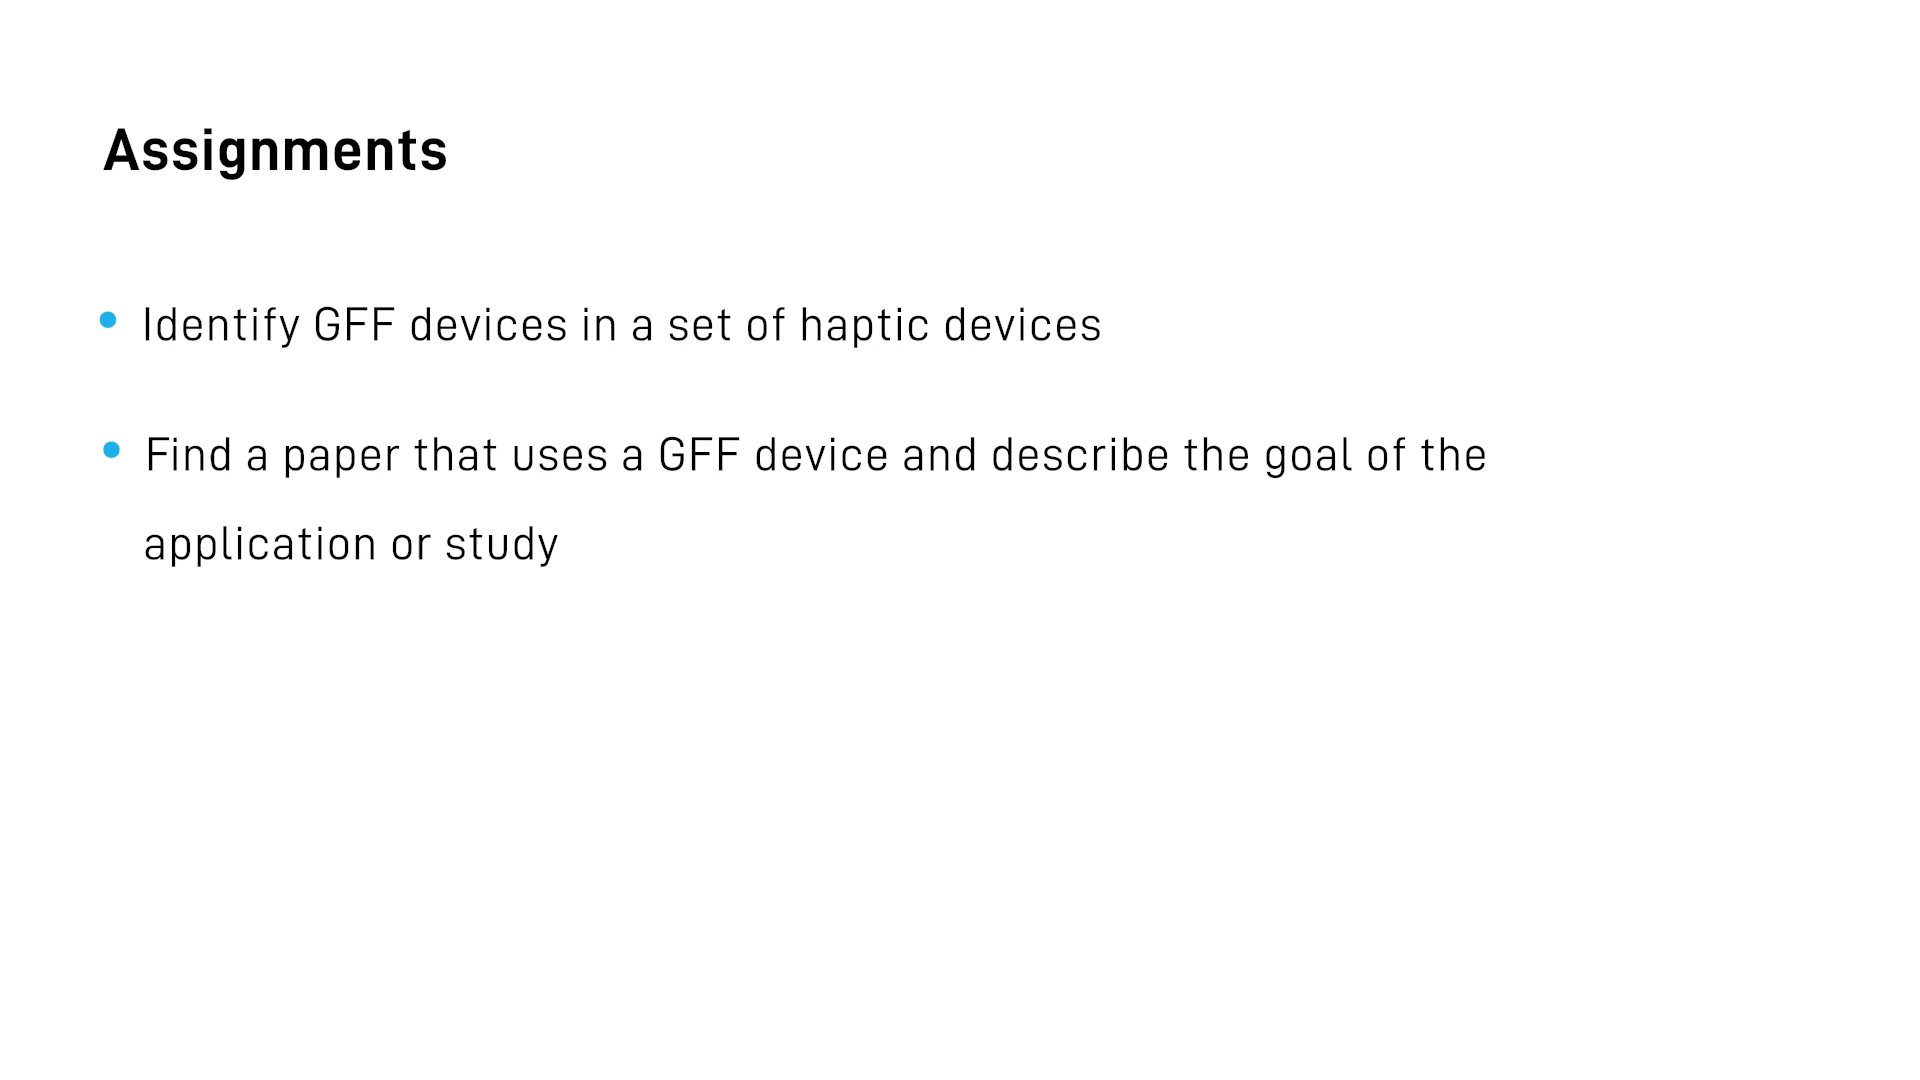 Assignments
• Identify GFF devices in a set of haptic devices
• Find a paper that uses a GFF device and describe the goal of the
application or study